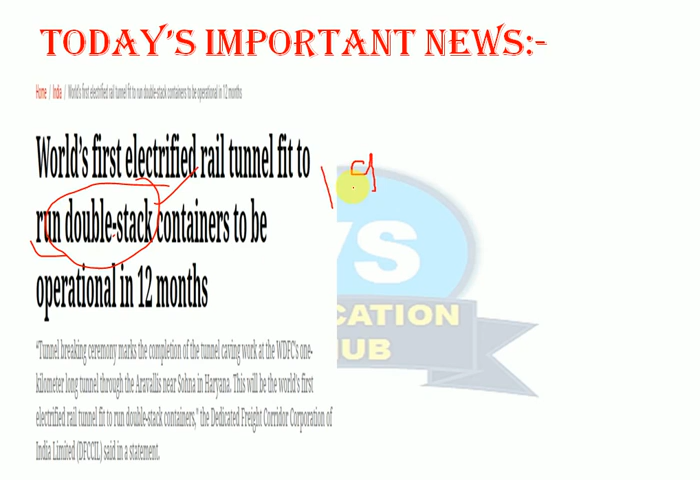 TODAY'S IMPORTANT NEWS:-
Home / India / World's first electrified rail tunnel fit to run double-stack containers to be operational in 12 months
World's first electrified rail tunnel fit to
run double-stack containers to be
operational in 12 months
"Tunnel breaking ceremony marks the completion of the tunnel caving work at the WDFC's one-
kilometer long tunnel through the Aravallis near Sohna in Haryana. This will be the world's first
electrified rail tunnel fit to run double-stack containers," the Dedicated Freight Corridor Corporation of
India Limited (DFCCIL) said in a statement.
VS
CATION
UB